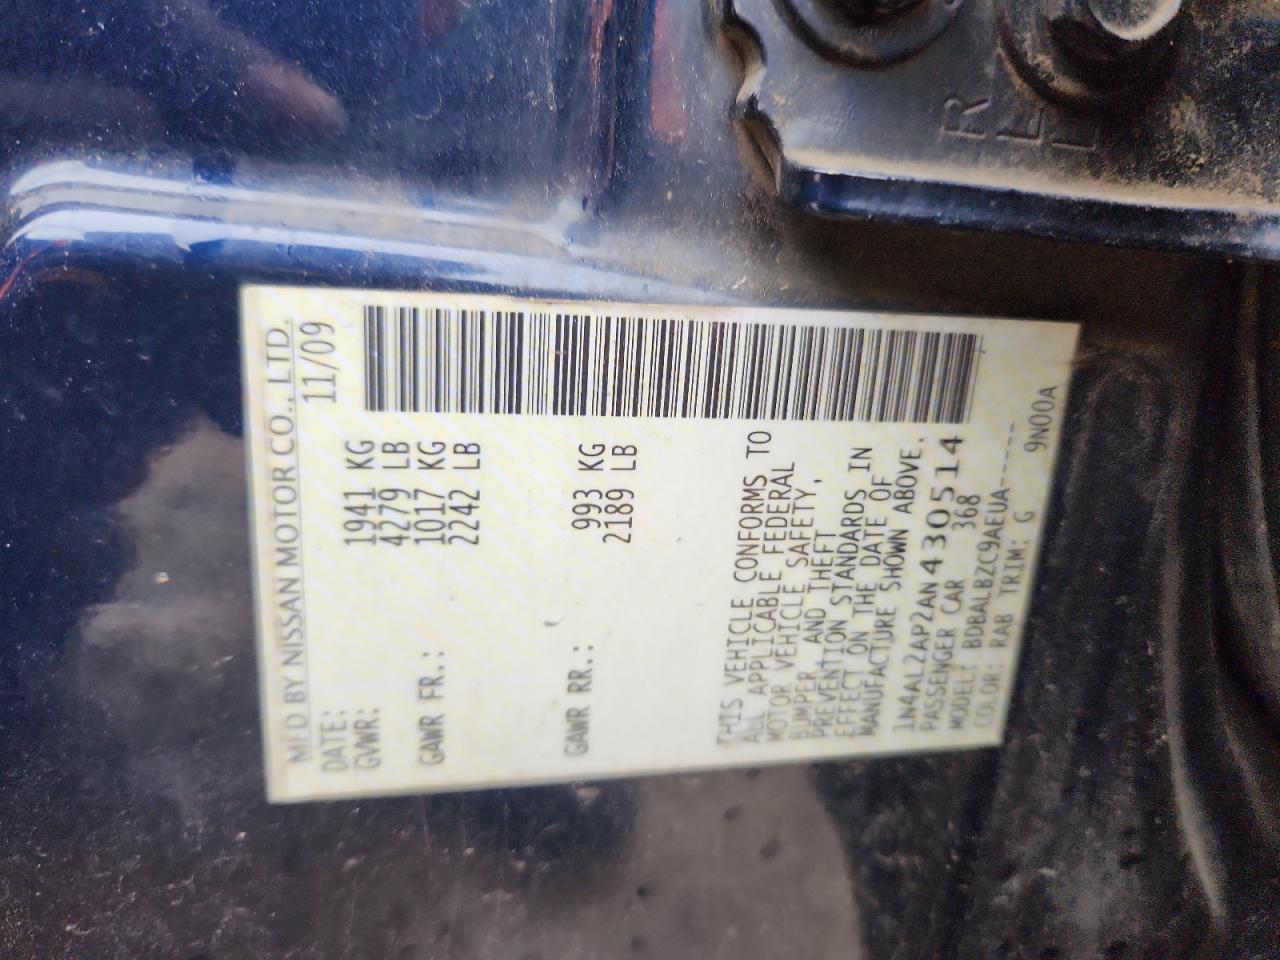 MFD BY NISSAN MOTOR CO., LTD.
DATE: 11/09
GVWR: 1941 KG
4279 LB
GAWR FR.: 1017 KG
2242 LB
GAWR RR.: 993 KG
2189 LB
THIS VEHICLE CONFORMS TO
ALL APPLICABLE FEDERAL
MOTOR VEHICLE SAFETY,
BUMPER, AND THEFT
PREVENTION STANDARDS IN
EFFECT ON THE DATE OF
MANUFACTURE SHOWN ABOVE.
1N4AL2AP2AN430514
PASSENGER CAR 368
MODEL: BDBALBZC9AEUA-----
COLOR: RAB TRIM: G 9N00A
R
E
L